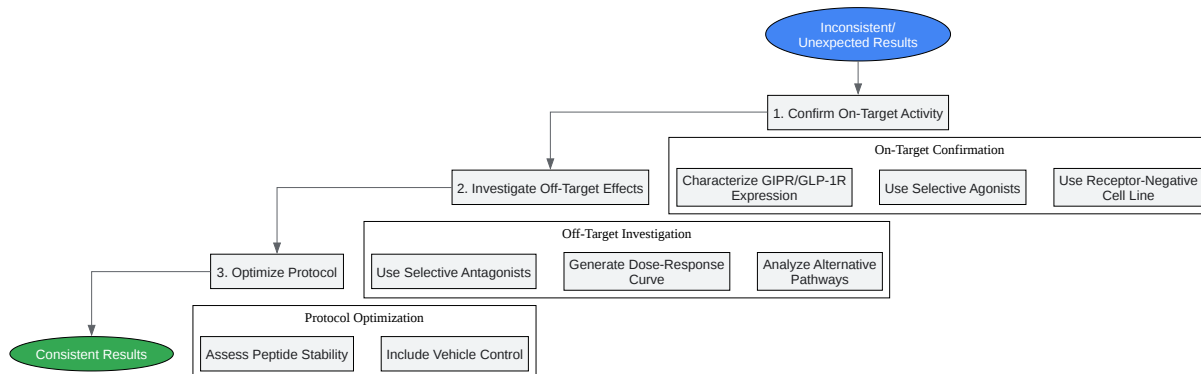 Inconsistent/
Unexpected Results
1. Confirm On-Target Activity
On-Target Confirmation
Characterize GIPR/GLP-1R
Expression
Use Selective Agonists
Use Receptor-Negative
Cell Line
2. Investigate Off-Target Effects
Off-Target Investigation
Use Selective Antagonists
Generate Dose-Response
Curve
Analyze Alternative
Pathways
3. Optimize Protocol
Protocol Optimization
Assess Peptide Stability
Include Vehicle Control
Consistent Results